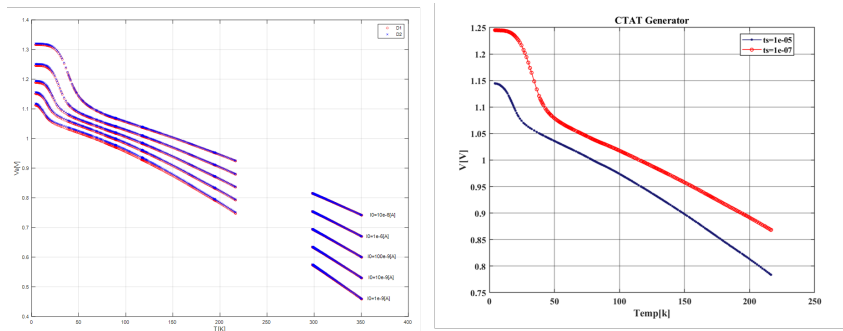 1.4
1.3
1.2
1.1
1
0.9
0.8
0.7
0.6
0.5
0.4
0
50
100
150
200
250
300
350
400
T[K]
D1
D2
I0=10e-6[A]
I0=1e-6[A]
I0=100e-9[A]
I0=10e-9[A]
I0=1e-9[A]
CTAT Generator
1.25
1.2
1.15
1.1
1.05
1
0.95
0.9
0.85
0.8
0.75
V[V]
0
50
100
150
200
250
Temp[k]
ts=1e-05
ts=1e-07